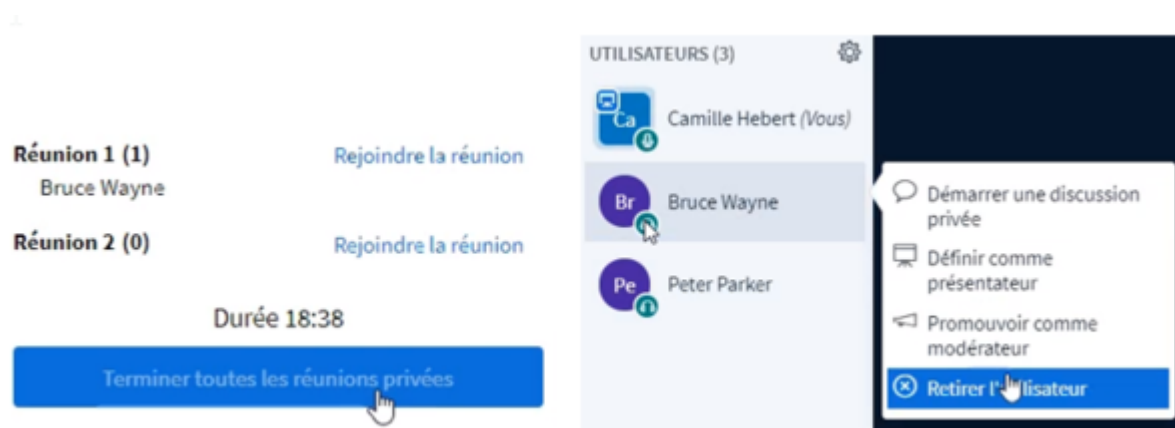 Réunion 1 (1)
Rejoindre la réunion
Bruce Wayne
Réunion 2 (0)
Rejoindre la réunion
Durée 18:38
Terminer toutes les réunions privées
UTILISATEURS (3)
Ca
Camille Hebert (Vous)
Br
Bruce Wayne
Pe
Peter Parker
Démarrer une discussion
privée
Définir comme
présentateur
Promouvoir comme
modérateur
Retirer l'utilisateur